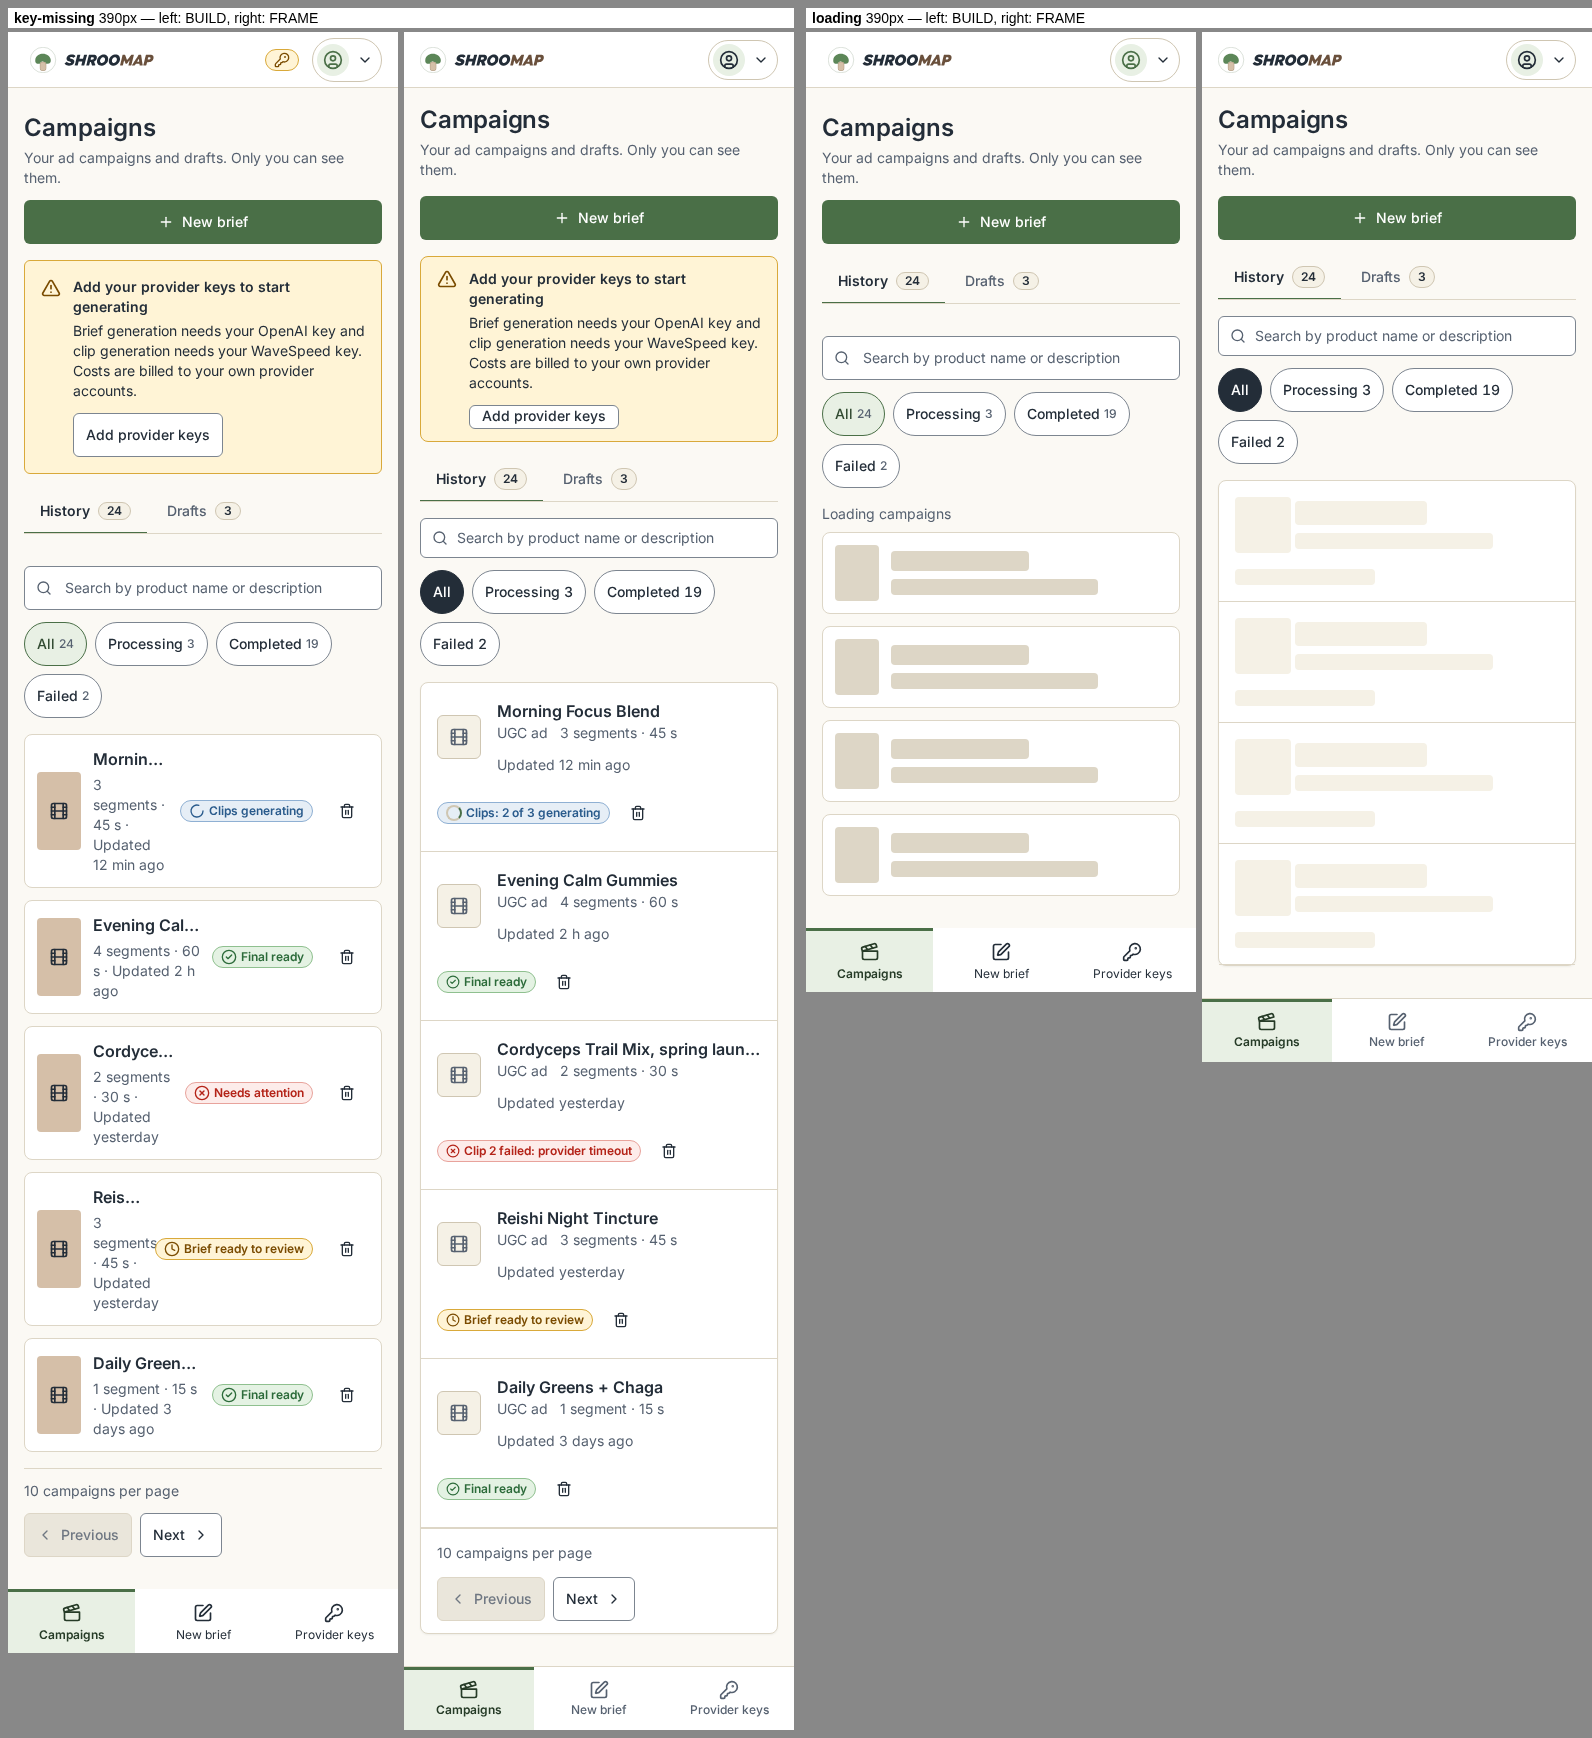 key-missing 390px — left: BUILD, right: FRAME
SHROOMAP
Campaigns
Your ad campaigns and drafts. Only you can see
them.
New brief
Add your provider keys to start
generating
Brief generation needs your OpenAI key and
clip generation needs your WaveSpeed key.
Costs are billed to your own provider
accounts.
Add provider keys
History 24 Drafts 3
Search by product name or description
All 24 Processing 3 Completed 19
Failed 2
Mornin...
3
segments ·
45 s ·
Updated
12 min ago
Clips generating
Evening Cal...
4 segments · 60
s · Updated 2 h
ago
Final ready
Cordyce...
2 segments
· 30 s ·
Updated
yesterday
Needs attention
Reis...
3
segments
· 45 s ·
Updated
yesterday
Brief ready to review
Daily Green...
1 segment · 15 s
· Updated 3
days ago
Final ready
10 campaigns per page
Previous Next
Campaigns New brief Provider keys
SHROOMAP
Campaigns
Your ad campaigns and drafts. Only you can see
them.
New brief
Add your provider keys to start
generating
Brief generation needs your OpenAI key and
clip generation needs your WaveSpeed key.
Costs are billed to your own provider
accounts.
Add provider keys
History 24 Drafts 3
Search by product name or description
All Processing 3 Completed 19
Failed 2
Morning Focus Blend
UGC ad 3 segments · 45 s
Updated 12 min ago
Clips: 2 of 3 generating
Evening Calm Gummies
UGC ad 4 segments · 60 s
Updated 2 h ago
Final ready
Cordyceps Trail Mix, spring laun...
UGC ad 2 segments · 30 s
Updated yesterday
Clip 2 failed: provider timeout
Reishi Night Tincture
UGC ad 3 segments · 45 s
Updated yesterday
Brief ready to review
Daily Greens + Chaga
UGC ad 1 segment · 15 s
Updated 3 days ago
Final ready
10 campaigns per page
Previous Next
Campaigns New brief Provider keys
loading 390px — left: BUILD, right: FRAME
SHROOMAP
Campaigns
Your ad campaigns and drafts. Only you can see
them.
New brief
History 24 Drafts 3
Search by product name or description
All 24 Processing 3 Completed 19
Failed 2
Loading campaigns
Campaigns New brief Provider keys
SHROOMAP
Campaigns
Your ad campaigns and drafts. Only you can see
them.
New brief
History 24 Drafts 3
Search by product name or description
All Processing 3 Completed 19
Failed 2
Campaigns New brief Provider keys